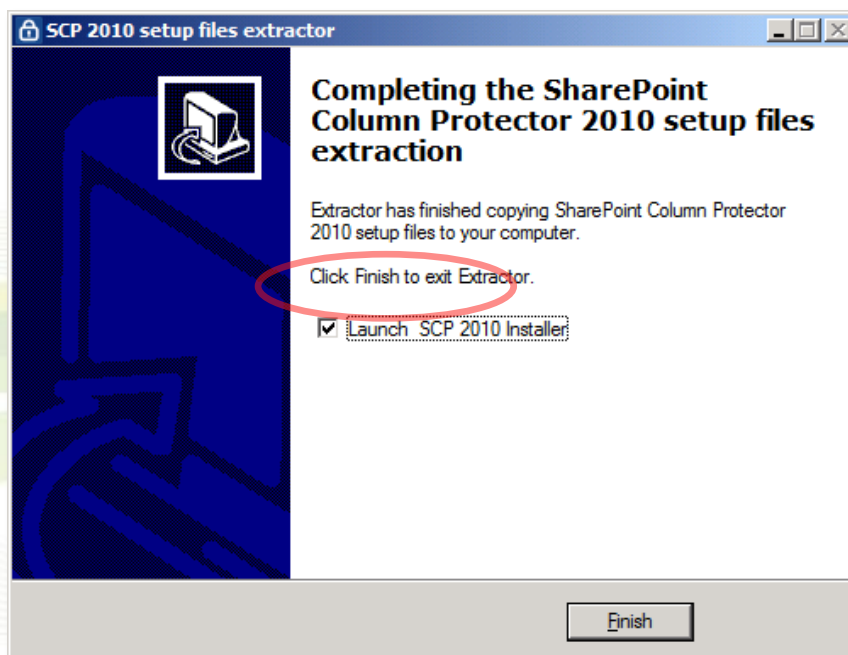 SCP 2010 setup files extractor
Completing the SharePoint
Column Protector 2010 setup files
extraction
Extractor has finished copying SharePoint Column Protector
2010 setup files to your computer.
Click Finish to exit Extractor.
Launch SCP 2010 Installer
Finish